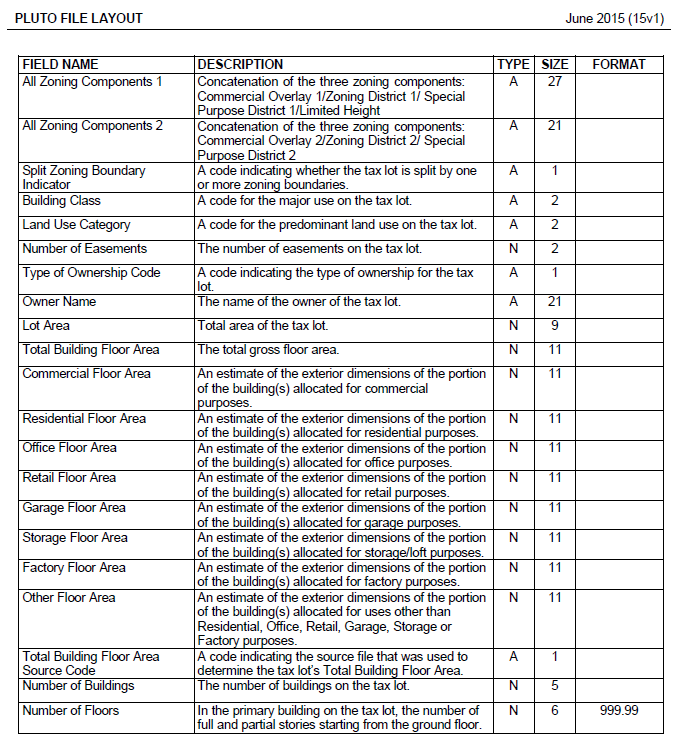 PLUTO FILE LAYOUT June 2015 (15v1)
FIELD NAME DESCRIPTION TYPE SIZE FORMAT
All Zoning Components 1 Concatenation of the three zoning components: A 27
Commercial Overlay 1/Zoning District 1/ Special
Purpose District 1/Limited Height
All Zoning Components 2 Concatenation of the three zoning components: A 21
Commercial Overlay 2/Zoning District 2/ Special
Purpose District 2
Split Zoning Boundary A code indicating whether the tax lot is split by one A 1
Indicator or more zoning boundaries.
Building Class A code for the major use on the tax lot. A 2
Land Use Category A code for the predominant land use on the tax lot. A 2
Number of Easements The number of easements on the tax lot. N 2
Type of Ownership Code A code indicating the type of ownership for the tax A 1
lot.
Owner Name The name of the owner of the tax lot. A 21
Lot Area Total area of the tax lot. N 9
Total Building Floor Area The total gross floor area. N 11
Commercial Floor Area An estimate of the exterior dimensions of the portion N 11
of the building(s) allocated for commercial
purposes.
Residential Floor Area An estimate of the exterior dimensions of the portion N 11
of the building(s) allocated for residential purposes.
Office Floor Area An estimate of the exterior dimensions of the portion N 11
of the building(s) allocated for office purposes.
Retail Floor Area An estimate of the exterior dimensions of the portion N 11
of the building(s) allocated for retail purposes.
Garage Floor Area An estimate of the exterior dimensions of the portion N 11
of the building(s) allocated for garage purposes.
Storage Floor Area An estimate of the exterior dimensions of the portion N 11
of the building(s) allocated for storage/loft purposes.
Factory Floor Area An estimate of the exterior dimensions of the portion N 11
of the building(s) allocated for factory purposes.
Other Floor Area An estimate of the exterior dimensions of the portion N 11
of the building(s) allocated for uses other than
Residential, Office, Retail, Garage, Storage or
Factory purposes.
Total Building Floor Area A code indicating the source file that was used to A 1
Source Code determine the tax lot's Total Building Floor Area.
Number of Buildings The number of buildings on the tax lot. N 5
Number of Floors In the primary building on the tax lot, the number of N 6 999.99
full and partial stories starting from the ground floor.